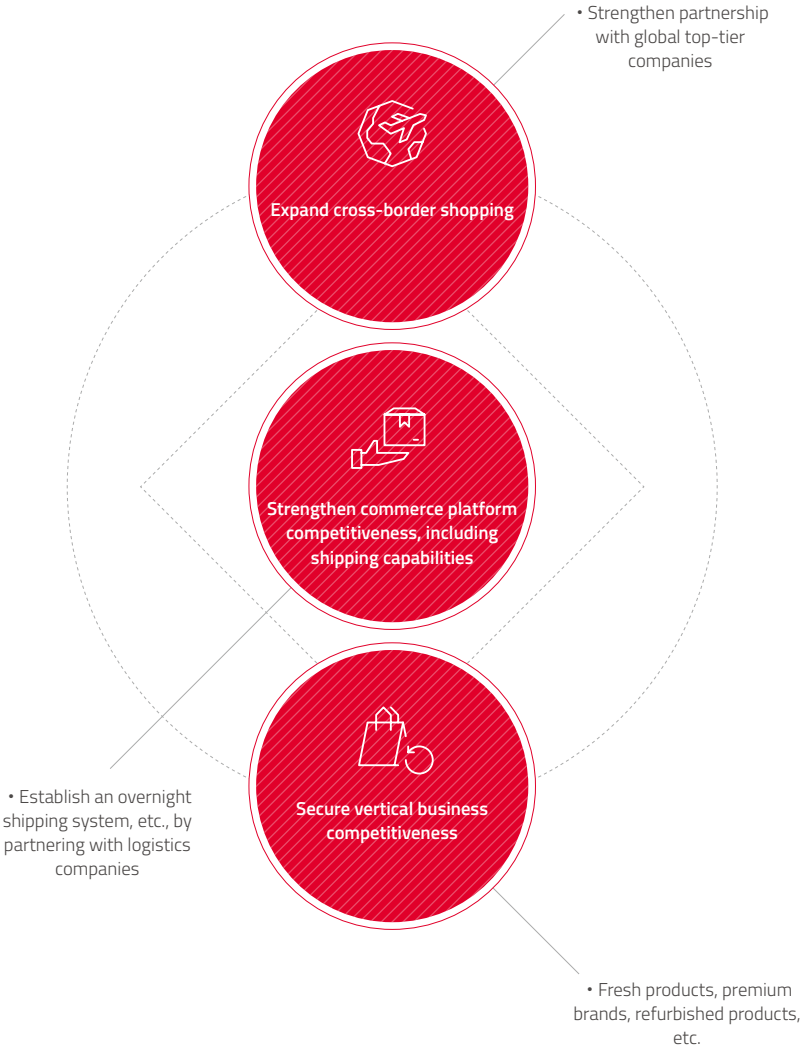 • Strengthen partnership
with global top-tier
companies
Expand cross-border shopping
Strengthen commerce platform
competitiveness, including
shipping capabilities
• Establish an overnight
shipping system, etc., by
partnering with logistics
companies
Secure vertical business
competitiveness
• Fresh products, premium
brands, refurbished products,
etc.